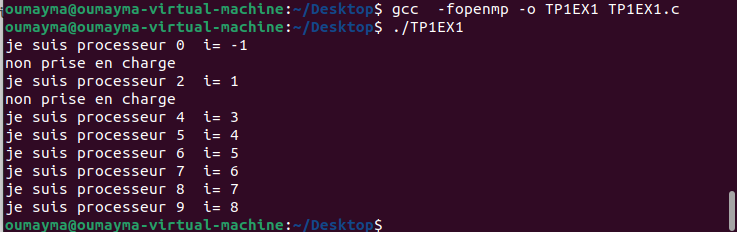 oumayma@oumayma-virtual-machine:~/Desktop$ gcc  -fopenmp -o TP1EX1 TP1EX1.c
oumayma@oumayma-virtual-machine:~/Desktop$ ./TP1EX1
je suis processeur 0  i= -1
non prise en charge
je suis processeur 2  i= 1
non prise en charge
je suis processeur 4  i= 3
je suis processeur 5  i= 4
je suis processeur 6  i= 5
je suis processeur 7  i= 6
je suis processeur 8  i= 7
je suis processeur 9  i= 8
oumayma@oumayma-virtual-machine:~/Desktop$